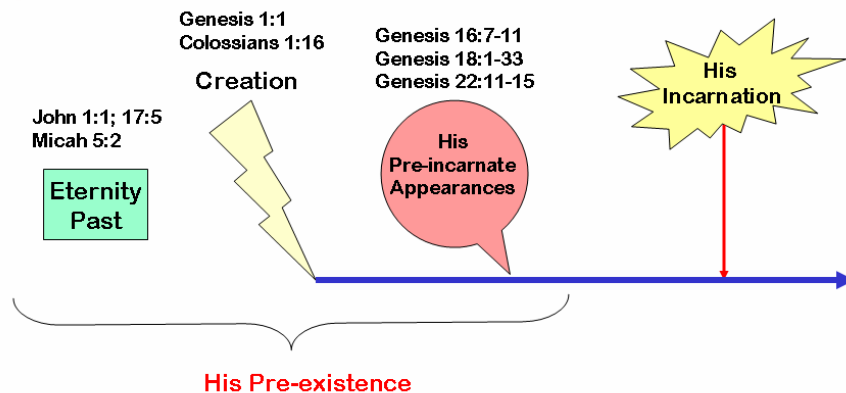 Genesis 1:1
Colossians 1:16
Creation
Genesis 16:7-11
Genesis 18:1-33
Genesis 22:11-15
His
Incarnation
John 1:1; 17:5
Micah 5:2
Eternity
Past
His
Pre-incarnate
Appearances
His Pre-existence